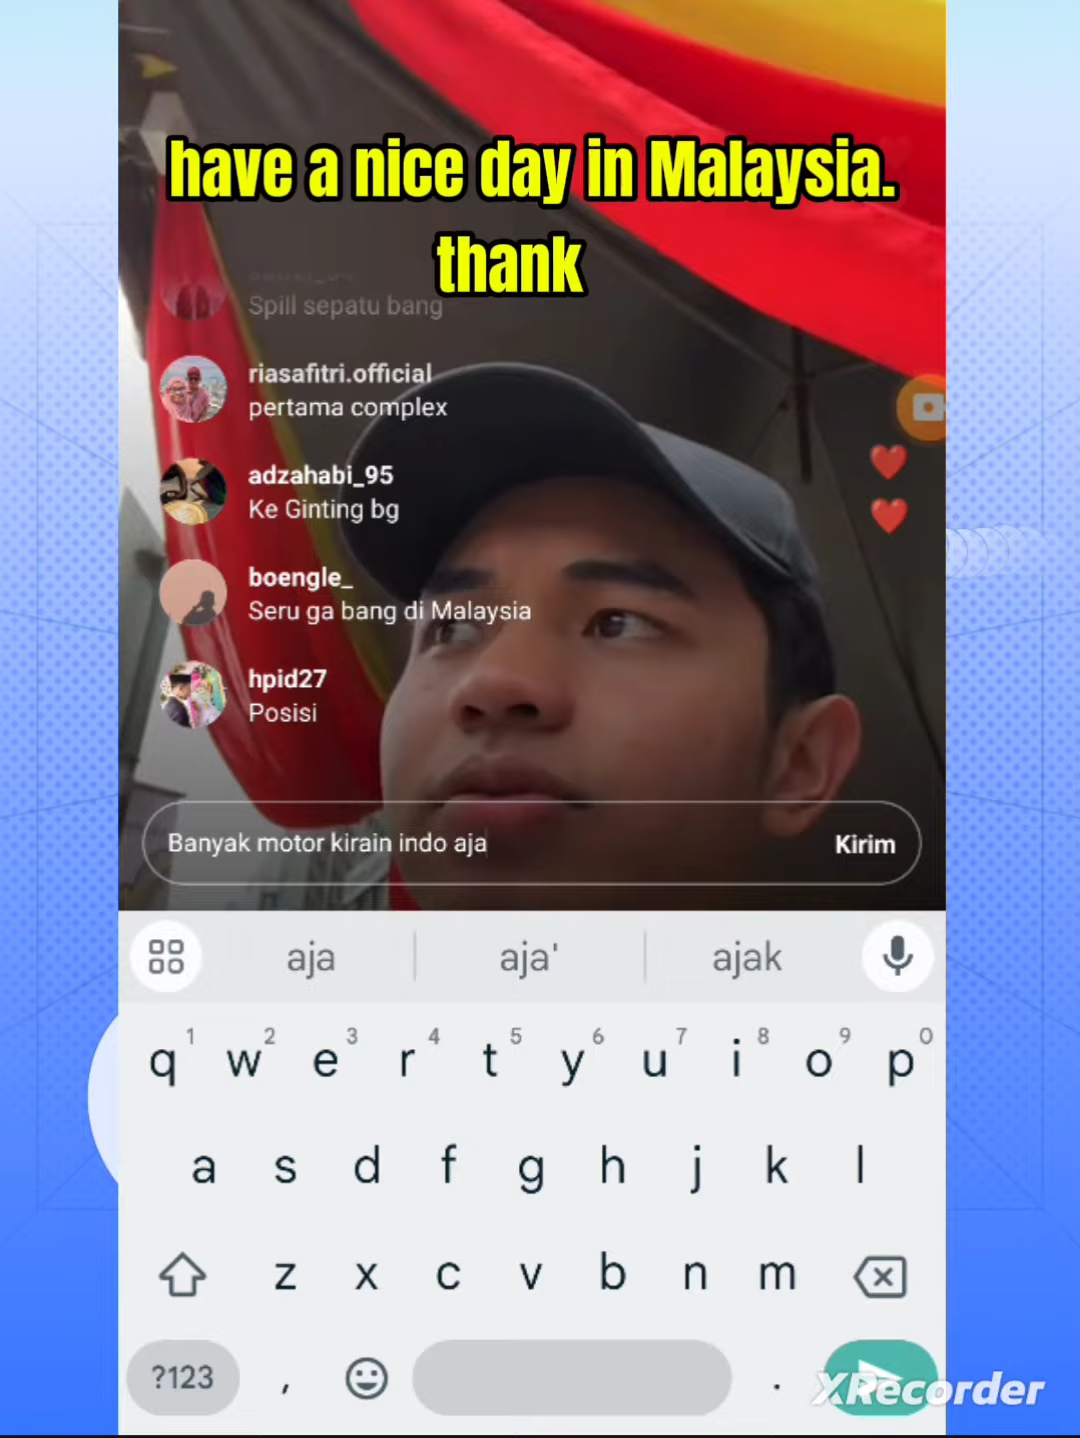 have a nice day in Malaysia.
thank
Spill sepatu bang
riasafitri.official
pertama complex
adzahabi_95
Ke Ginting bg
boengle_
Seru ga bang di Malaysia
hpid27
Posisi
Banyak motor kirain indo aja
Kirim
aja
aja'
ajak
1 2 3 4 5 6 7 8 9 0
q w e r t y u i o p
a s d f g h j k l
z x c v b n m
?123 , .
XRecorder